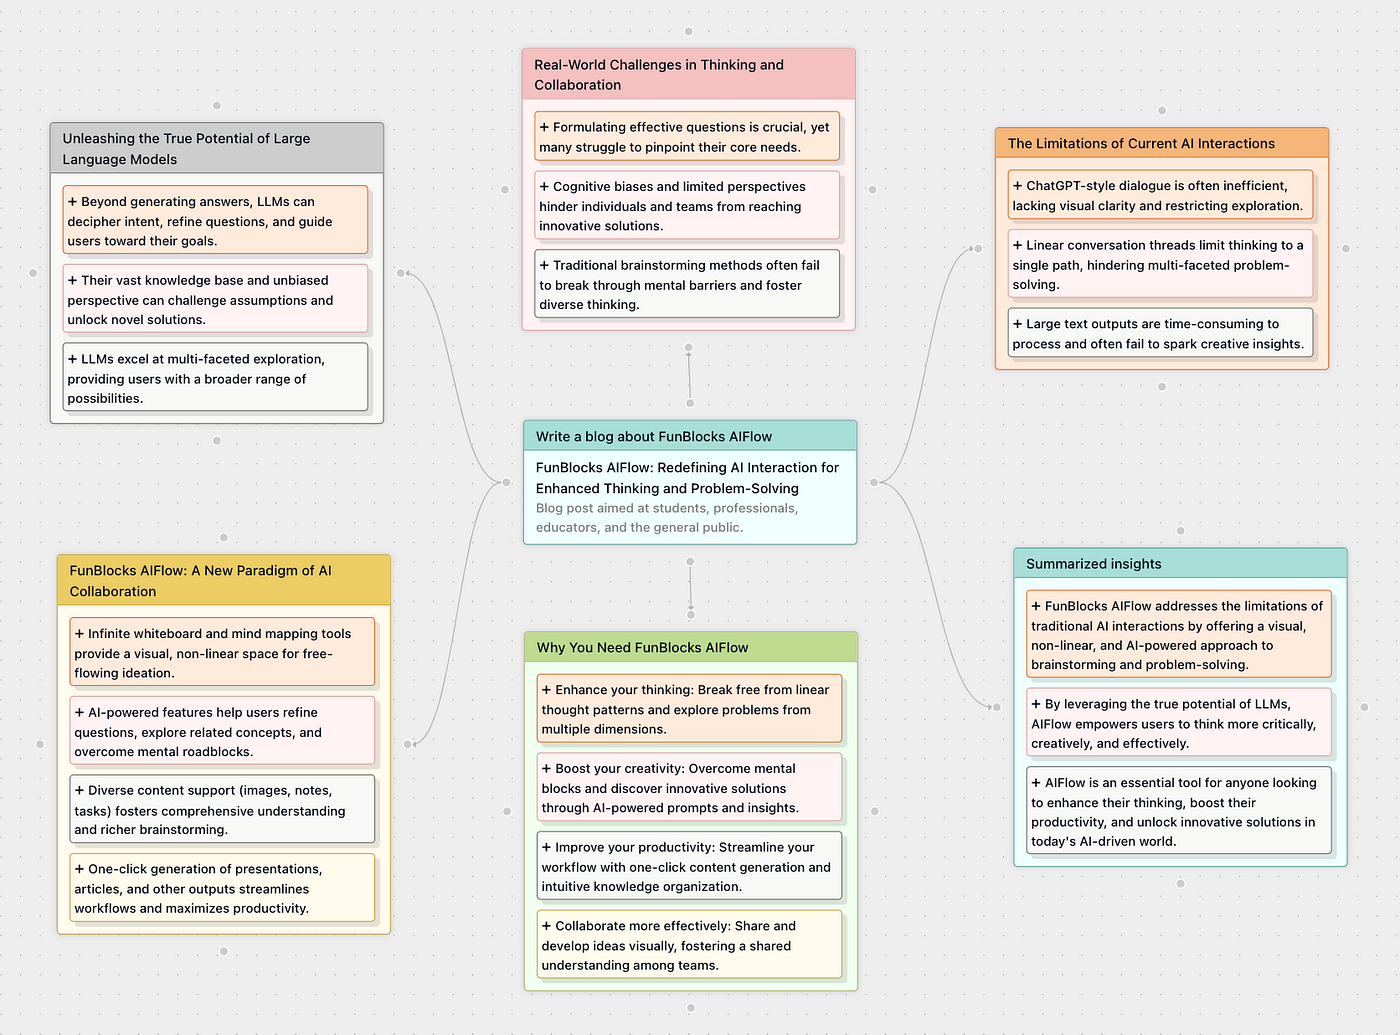 Real-World Challenges in Thinking and
Collaboration
+ Formulating effective questions is crucial, yet
many struggle to pinpoint their core needs.
+ Cognitive biases and limited perspectives
hinder individuals and teams from reaching
innovative solutions.
+ Traditional brainstorming methods often fail
to break through mental barriers and foster
diverse thinking.
Unleashing the True Potential of Large
Language Models
+ Beyond generating answers, LLMs can
decipher intent, refine questions, and guide
users toward their goals.
+ Their vast knowledge base and unbiased
perspective can challenge assumptions and
unlock novel solutions.
+ LLMs excel at multi-faceted exploration,
providing users with a broader range of
possibilities.
The Limitations of Current AI Interactions
+ ChatGPT-style dialogue is often inefficient,
lacking visual clarity and restricting exploration.
+ Linear conversation threads limit thinking to a
single path, hindering multi-faceted problem-
solving.
+ Large text outputs are time-consuming to
process and often fail to spark creative insights.
Write a blog about FunBlocks AIFlow
FunBlocks AIFlow: Redefining AI Interaction for
Enhanced Thinking and Problem-Solving
Blog post aimed at students, professionals,
educators, and the general public.
FunBlocks AIFlow: A New Paradigm of AI
Collaboration
+ Infinite whiteboard and mind mapping tools
provide a visual, non-linear space for free-
flowing ideation.
+ AI-powered features help users refine
questions, explore related concepts, and
overcome mental roadblocks.
+ Diverse content support (images, notes,
tasks) fosters comprehensive understanding
and richer brainstorming.
+ One-click generation of presentations,
articles, and other outputs streamlines
workflows and maximizes productivity.
Why You Need FunBlocks AIFlow
+ Enhance your thinking: Break free from linear
thought patterns and explore problems from
multiple dimensions.
+ Boost your creativity: Overcome mental
blocks and discover innovative solutions
through AI-powered prompts and insights.
+ Improve your productivity: Streamline your
workflow with one-click content generation and
intuitive knowledge organization.
+ Collaborate more effectively: Share and
develop ideas visually, fostering a shared
understanding among teams.
Summarized insights
+ FunBlocks AIFlow addresses the limitations of
traditional AI interactions by offering a visual,
non-linear, and AI-powered approach to
brainstorming and problem-solving.
+ By leveraging the true potential of LLMs,
AIFlow empowers users to think more critically,
creatively, and effectively.
+ AIFlow is an essential tool for anyone looking
to enhance their thinking, boost their
productivity, and unlock innovative solutions in
today's AI-driven world.